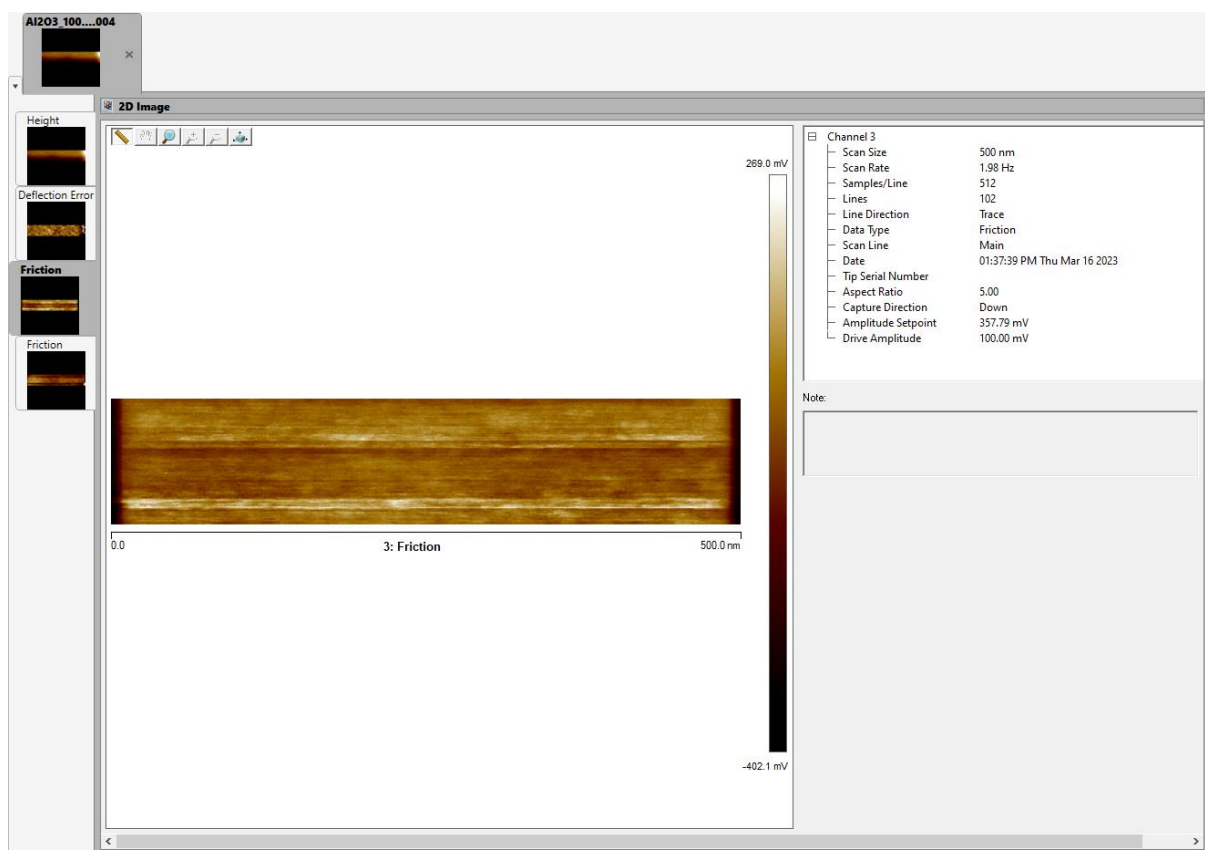 Al2O3_100....004
2D Image
Height
Deflection Error
Friction
Friction
269.0 mV
-402.1 mV
0.0
3: Friction
500.0 nm
Channel 3
Scan Size 500 nm
Scan Rate 1.98 Hz
Samples/Line 512
Lines 102
Line Direction Trace
Data Type Friction
Scan Line Main
Date 01:37:39 PM Thu Mar 16 2023
Tip Serial Number
Aspect Ratio 5.00
Capture Direction Down
Amplitude Setpoint 357.79 mV
Drive Amplitude 100.00 mV
Note: